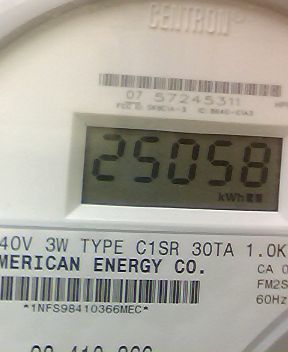 CENTRON®
07 57245311
25058
kWh
40V 3W TYPE C1SR 30TA 1.0K
MERICAN ENERGY CO.
CA 0
FM2S
60Hz
*1NFS98410366MEC*